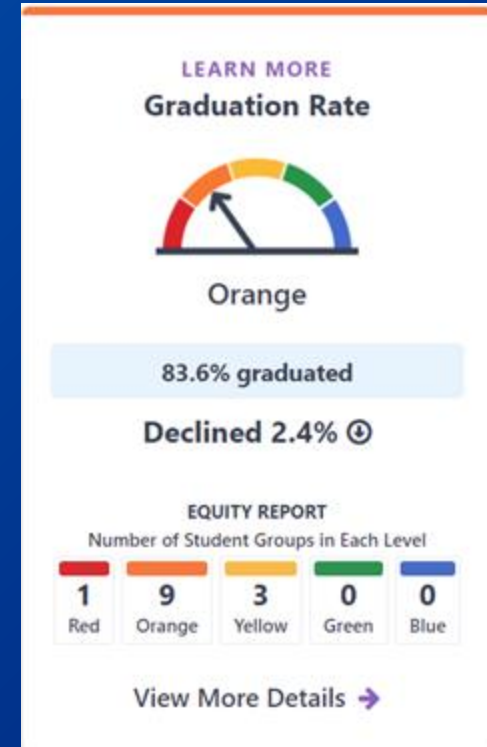 LEARN MORE
Graduation Rate
Orange
83.6% graduated
Declined 2.4%
EQUITY REPORT
Number of Student Groups in Each Level
1 9 3 0 0
Red Orange Yellow Green Blue
View More Details